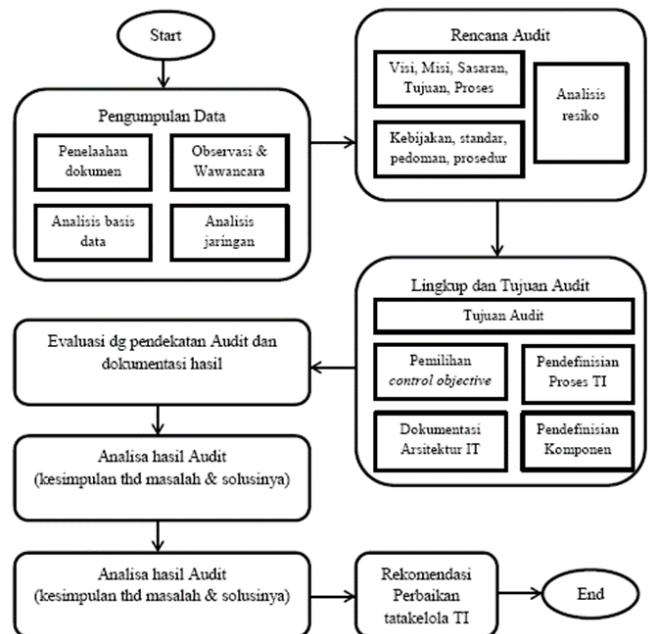 Start
Pengumpulan Data
Penelaahan
dokumen
Observasi &
Wawancara
Analisis basis
data
Analisis
jaringan
Rencana Audit
Visi, Misi, Sasaran,
Tujuan, Proses
Kebijakan, standar,
pedoman, prosedur
Analisis
resiko
Lingkup dan Tujuan Audit
Tujuan Audit
Pemilihan
control objective
Pendefinisian
Proses TI
Dokumentasi
Arsitektur IT
Pendefinisian
Komponen
Evaluasi dg pendekatan Audit dan
dokumentasi hasil
Analisa hasil Audit
(kesimpulan thd masalah & solusinya)
Analisa hasil Audit
(kesimpulan thd masalah & solusinya)
Rekomendasi
Perbaikan
tatakelola TI
End